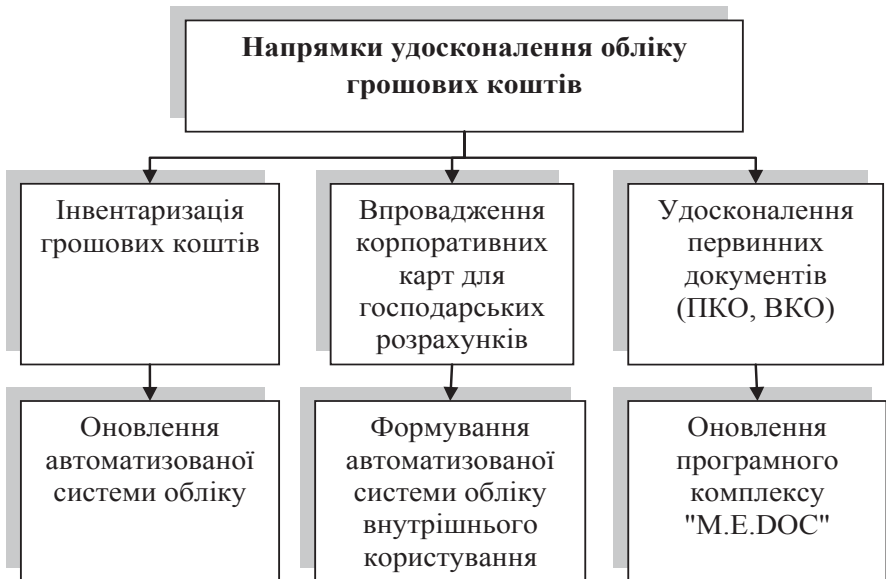 Напрямки удосконалення обліку
грошових коштів
Інвентаризація
грошових коштів
Впровадження
корпоративних
карт для
господарських
розрахунків
Удосконалення
первинних
документів
(ПКО, ВКО)
Оновлення
автоматизованої
системи обліку
Формування
автоматизованої
системи обліку
внутрішнього
користування
Оновлення
програмного
комплексу
"M.E.DOC"